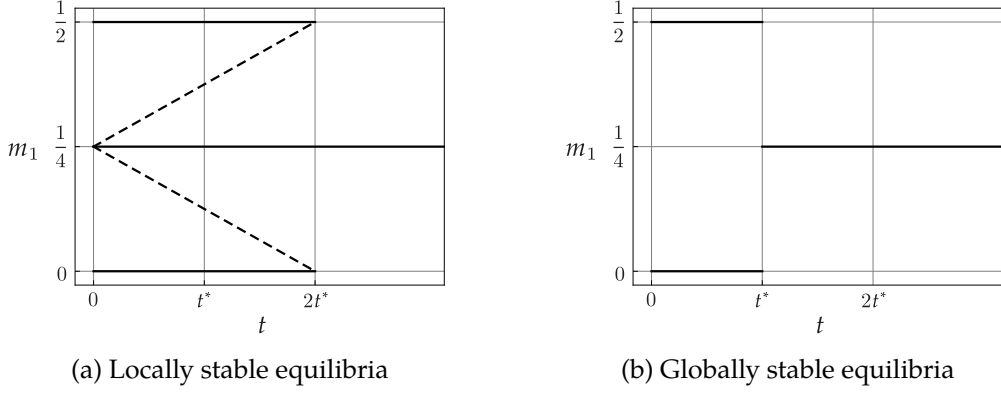 1/2
m₁ 1/4
0
0 t* 2t*
t
(a) Locally stable equilibria
1/2
m₁ 1/4
0
0 t* 2t*
t
(b) Globally stable equilibria